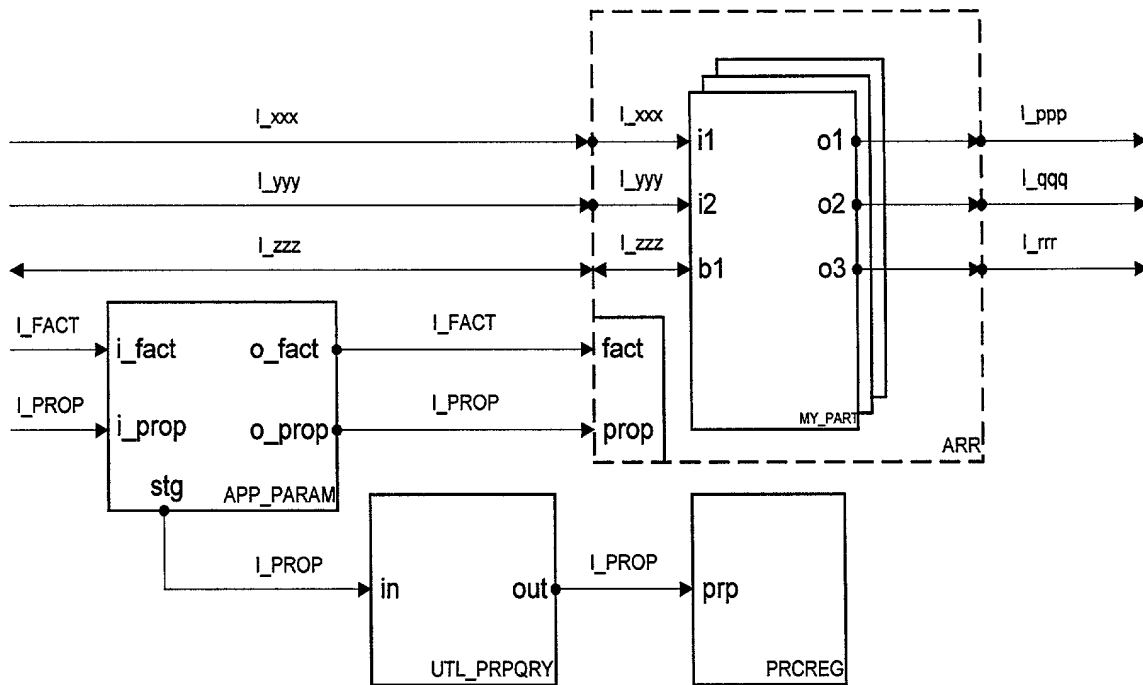 I_xxx
I_xxx
i1
o1
I_ppp
I_yyy
I_yyy
i2
o2
I_qqq
I_zzz
I_zzz
b1
o3
I_rrr
I_FACT
i_fact
o_fact
I_FACT
fact
I_PROP
i_prop
o_prop
I_PROP
prop
MY_PART
ARR
stg
APP_PARAM
I_PROP
in
out
I_PROP
prp
UTL_PRPQRY
PRCREG